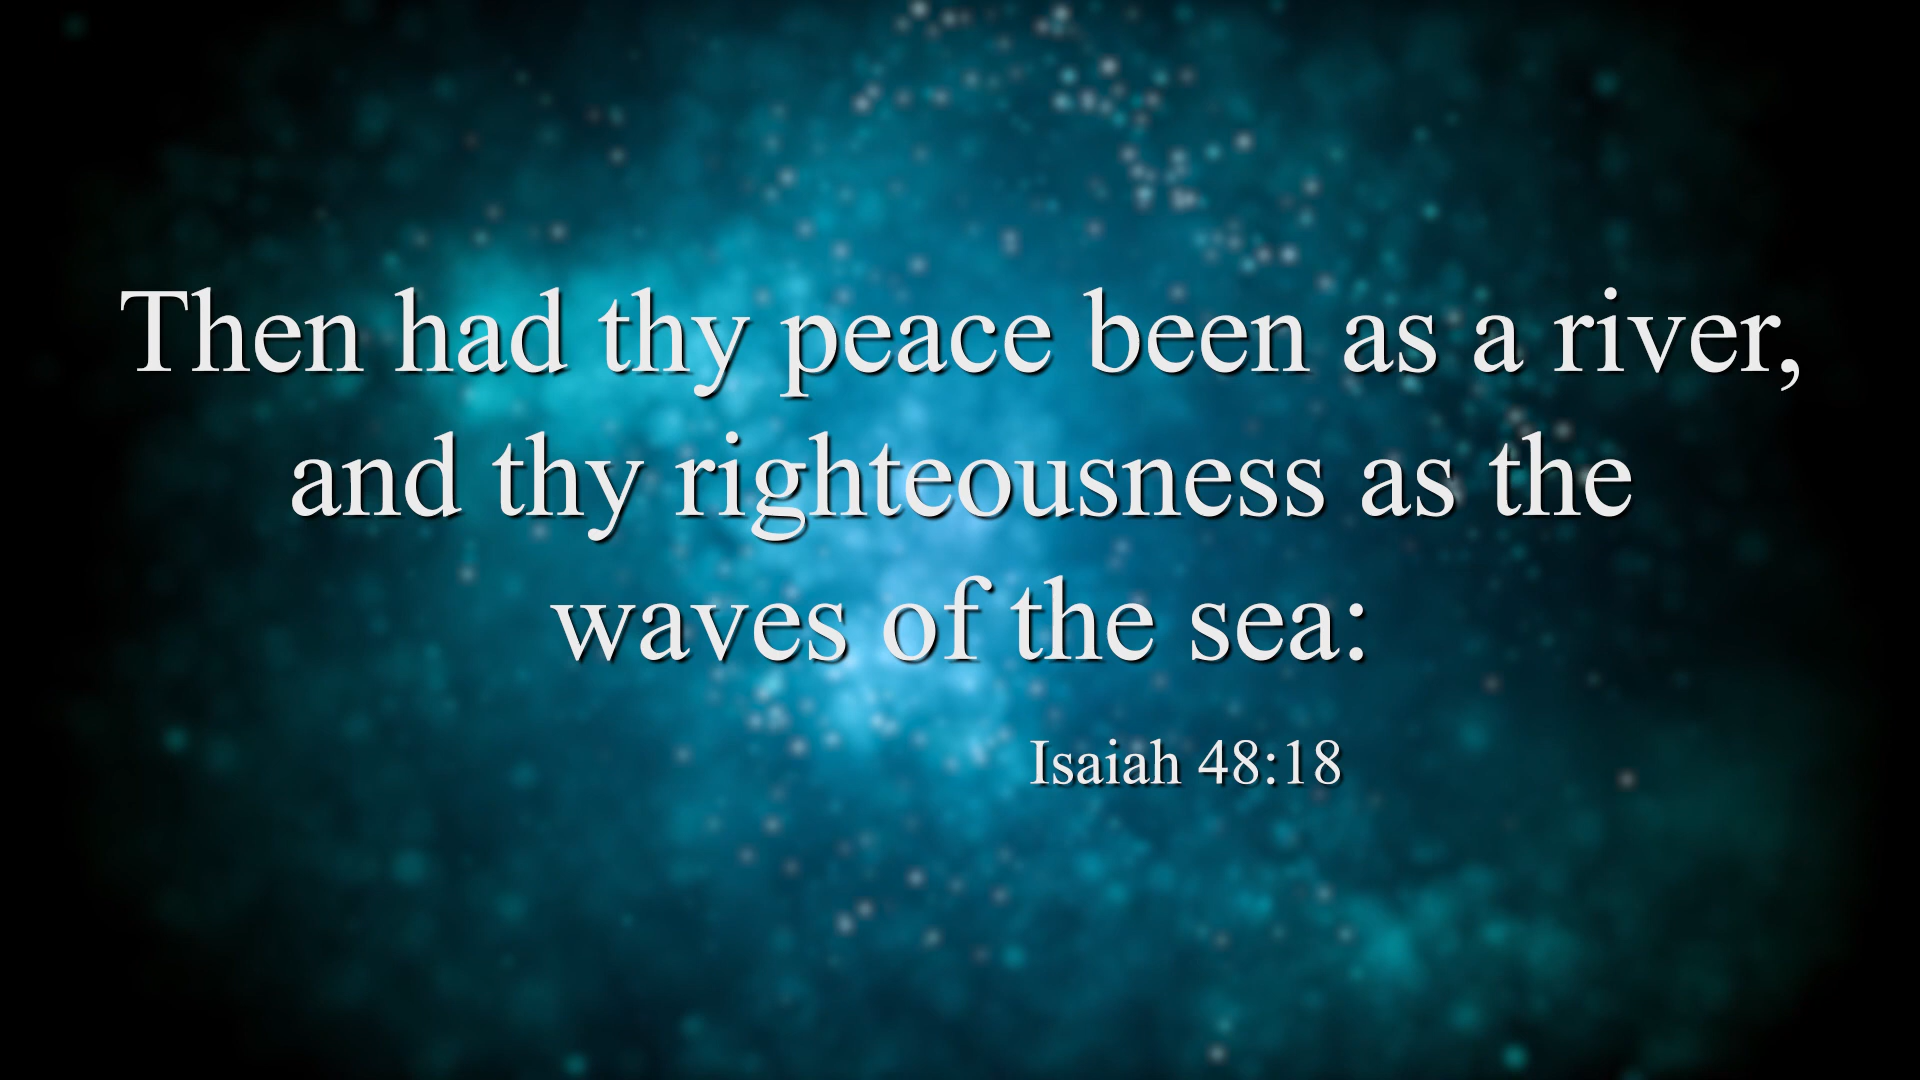 Then had thy peace been as a river,
and thy righteousness as the
waves of the sea:
Isaiah 48:18